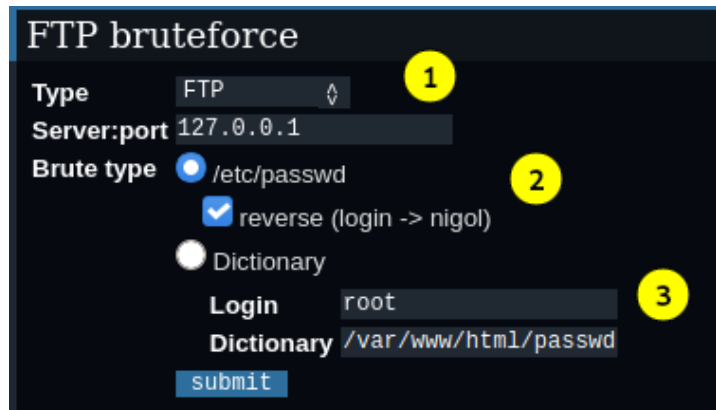 FTP bruteforce
Type FTP 1
Server:port 127.0.0.1
Brute type /etc/passwd 2
reverse (login -> nigol)
Dictionary
Login root 3
Dictionary /var/www/html/passwd
submit